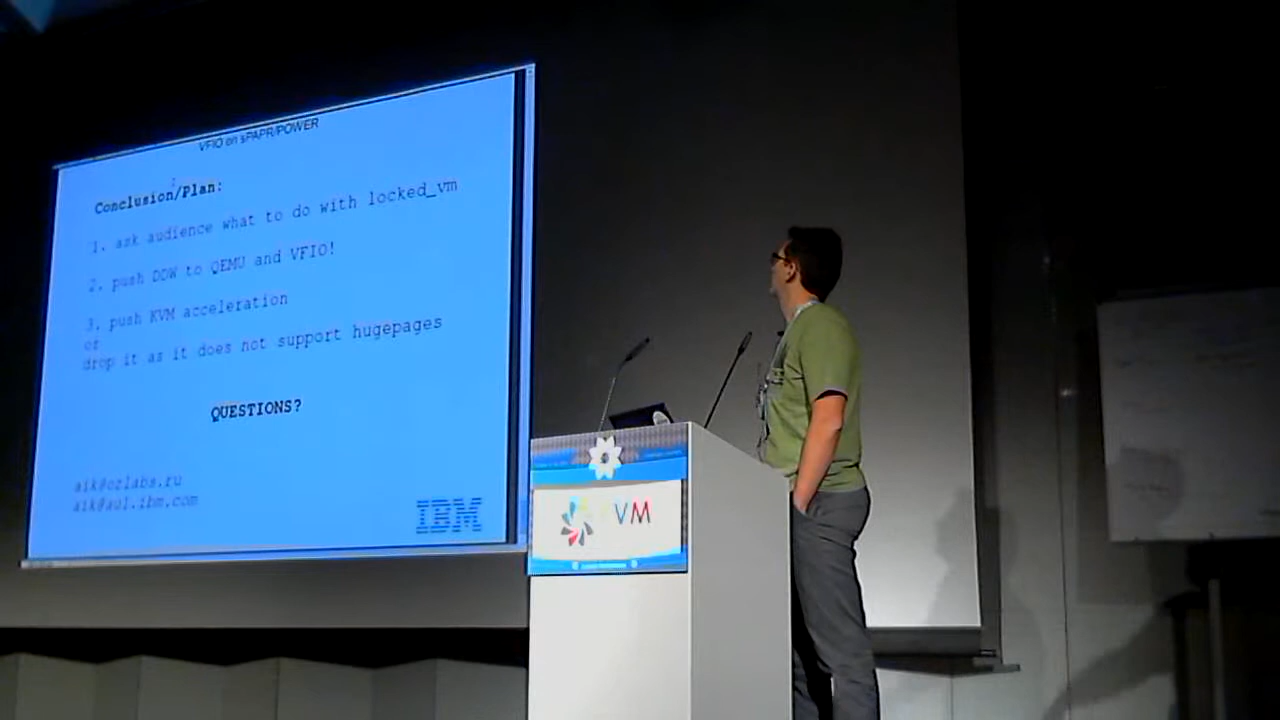 VFIO on sPAPR/POWER
Conclusion/Plan:
1. ask audience what to do with locked_vm
2. push DDW to QEMU and VFIO!
3. push KVM acceleration
or
drop it as it does not support hugepages
QUESTIONS?
aik@ozlabs.ru
aik@au1.ibm.com
IBM
KVM